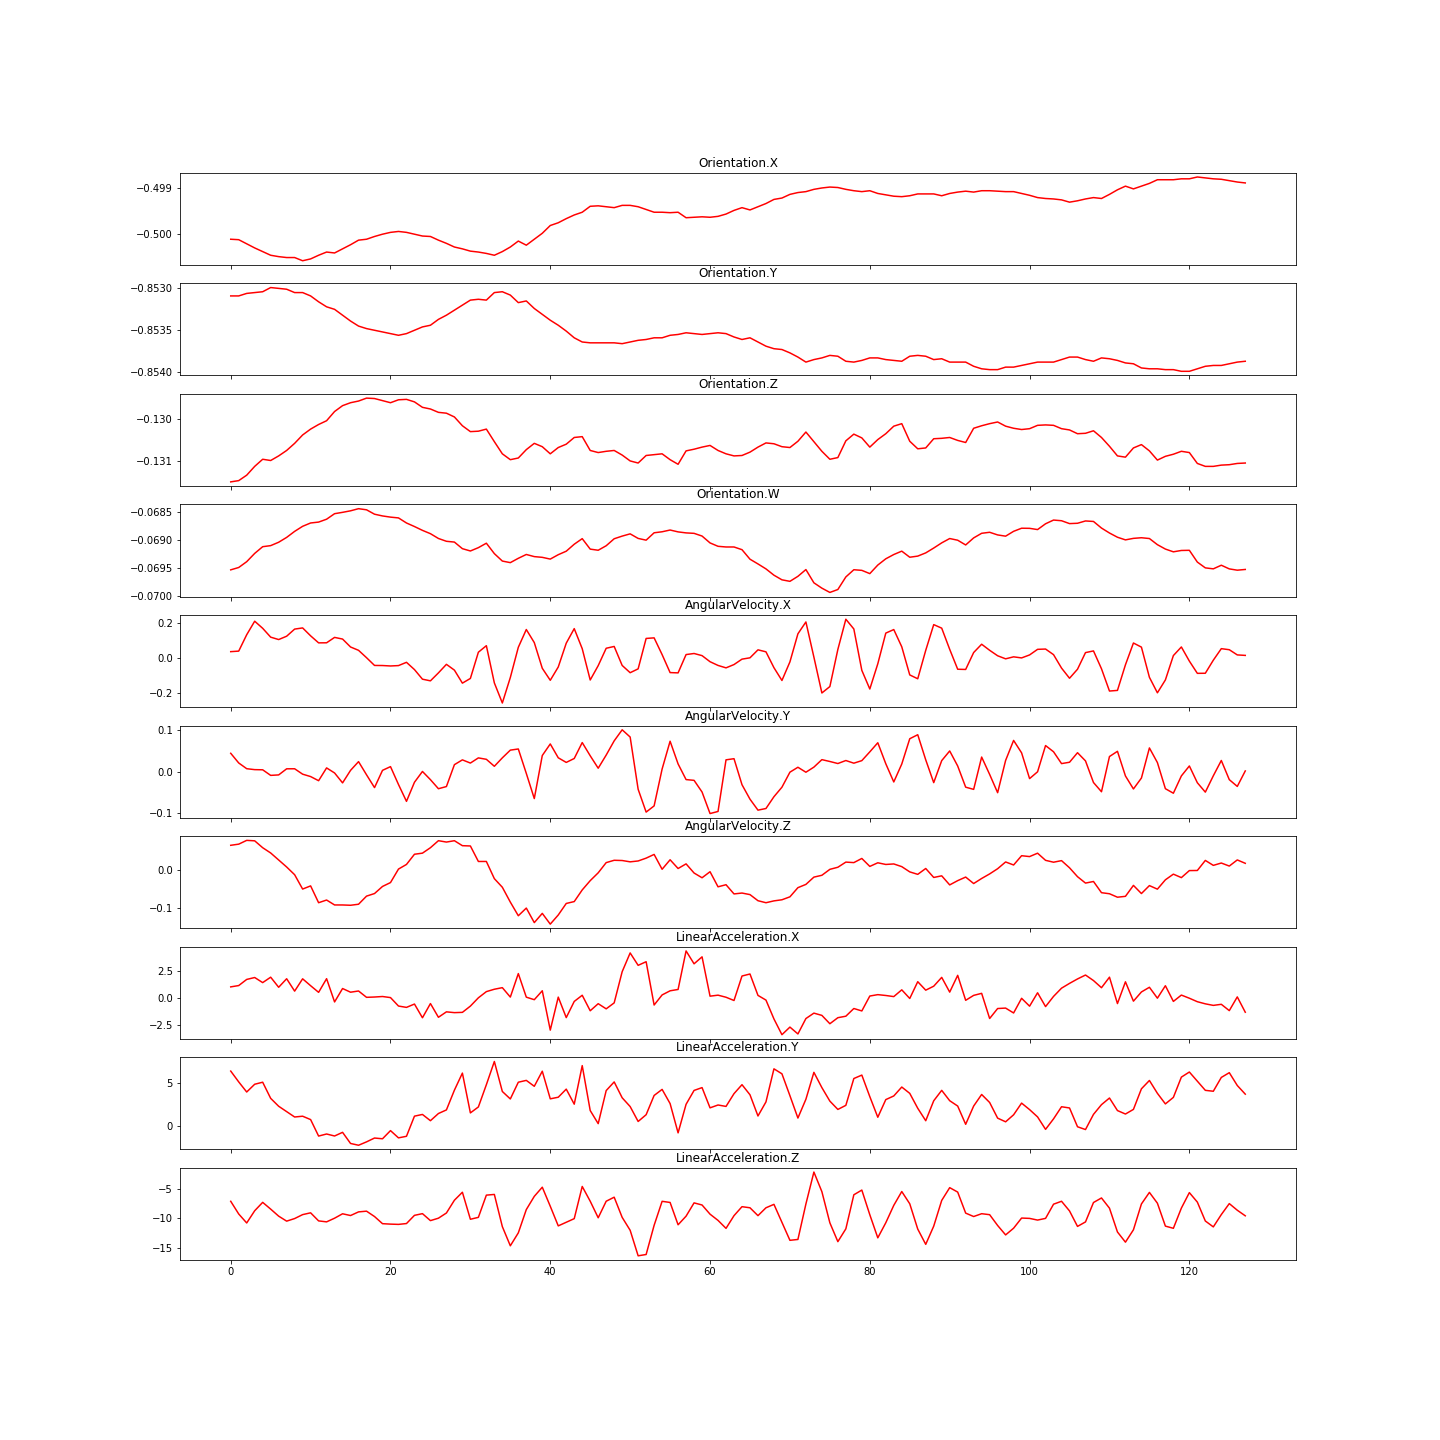 Orientation.X
−0.499
−0.500
Orientation.Y
−0.8530
−0.8535
−0.8540
Orientation.Z
−0.130
−0.131
Orientation.W
−0.0685
−0.0690
−0.0695
−0.0700
AngularVelocity.X
0.2
0.0
−0.2
AngularVelocity.Y
0.1
0.0
−0.1
AngularVelocity.Z
0.0
−0.1
LinearAcceleration.X
2.5
0.0
−2.5
LinearAcceleration.Y
5
0
LinearAcceleration.Z
−5
−10
−15
0 20 40 60 80 100 120